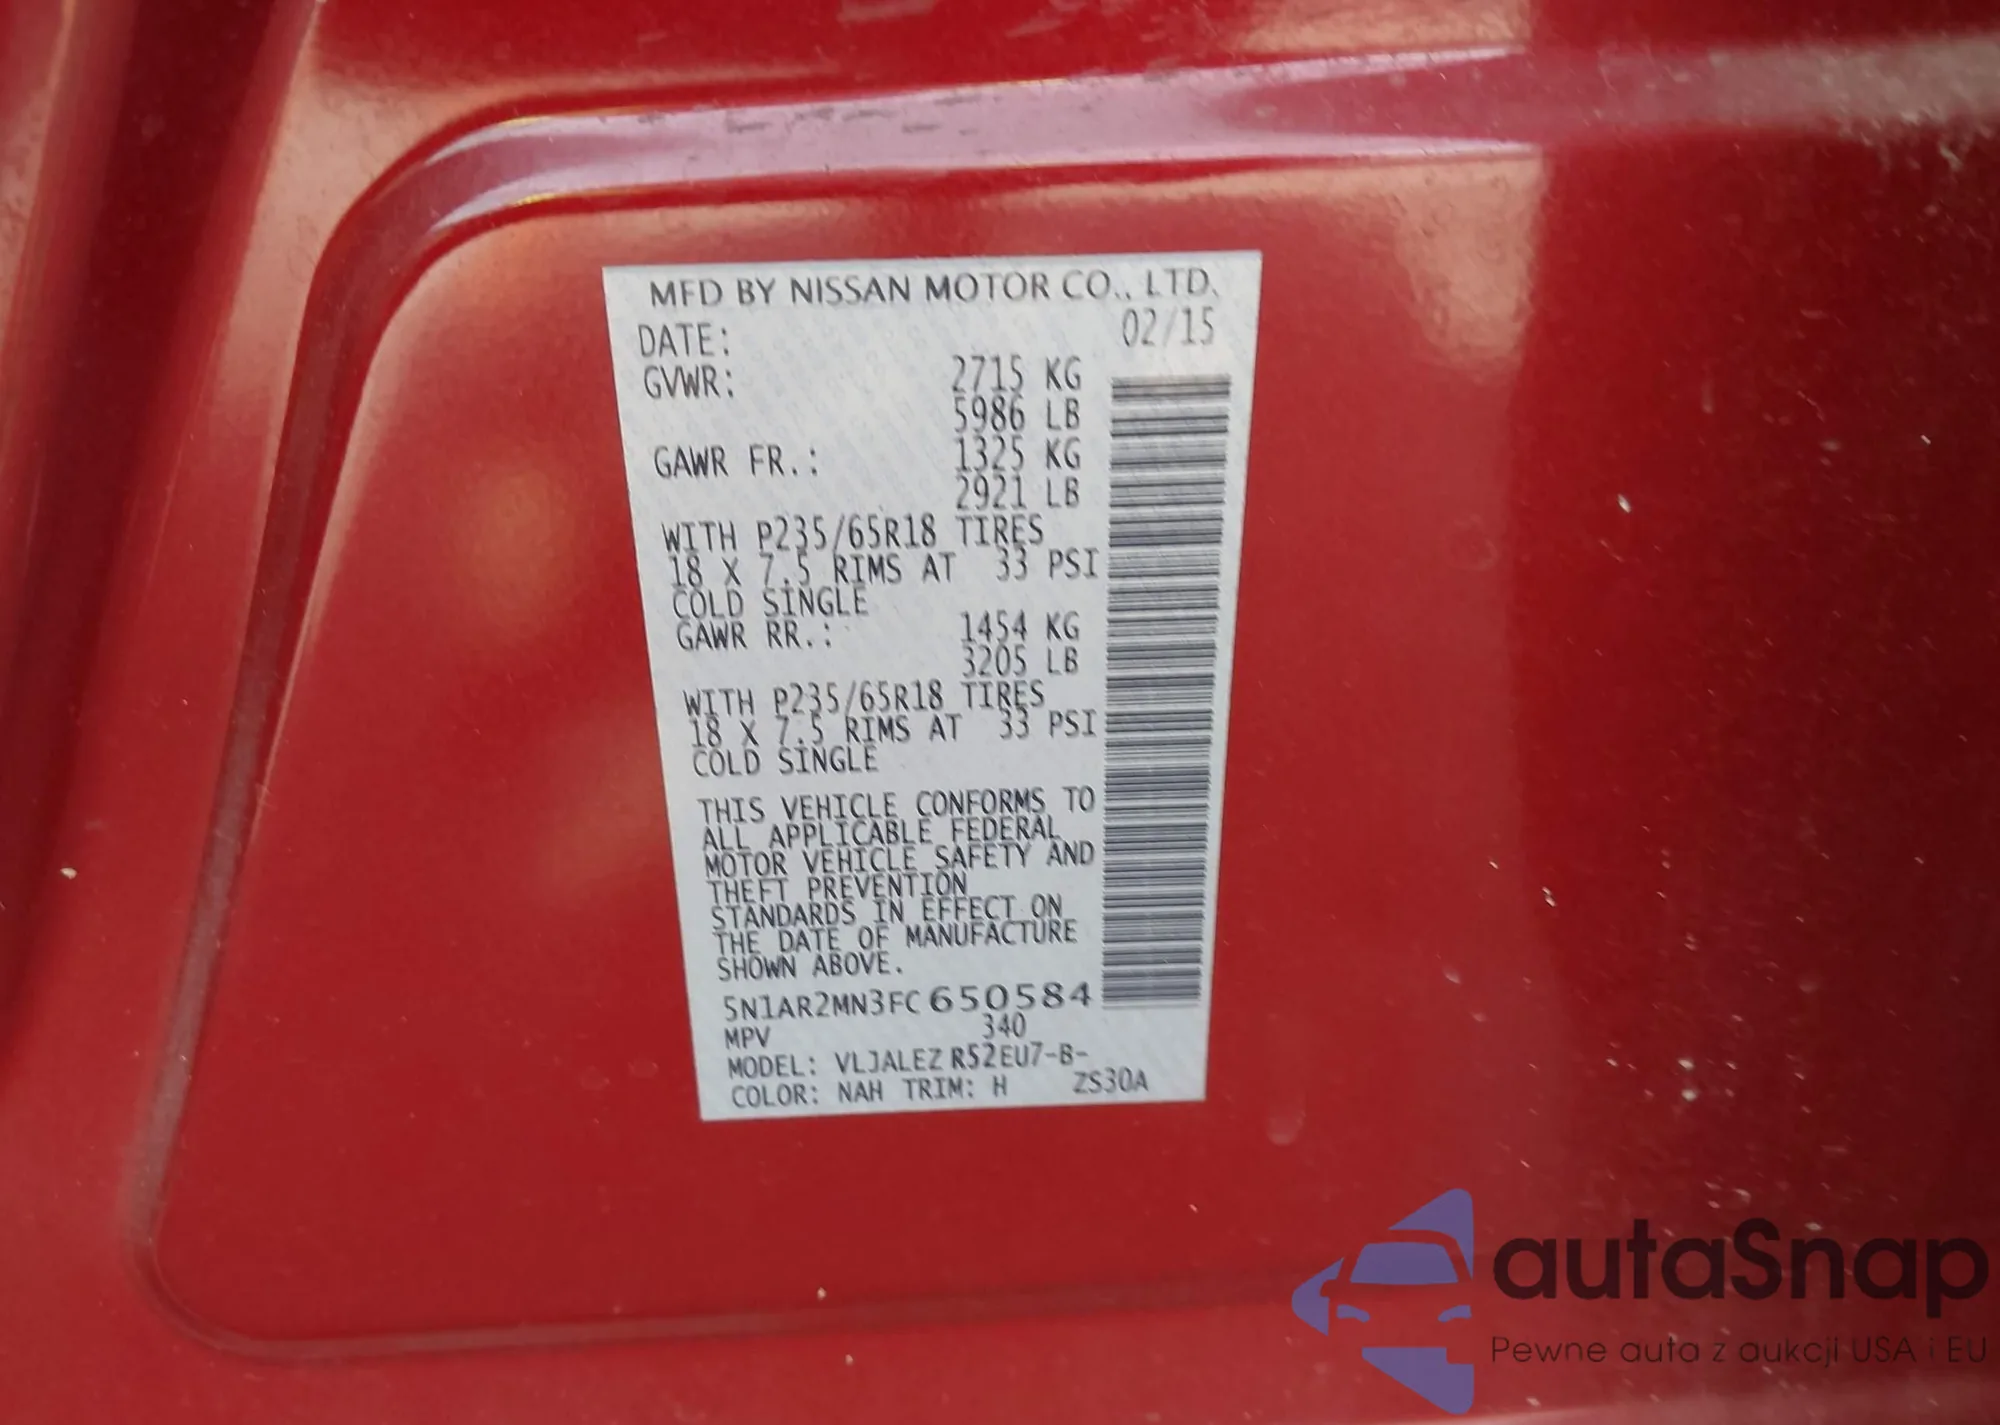 MFD BY NISSAN MOTOR CO., LTD.
DATE: 02/15
GVWR: 2715 KG
5986 LB
GAWR FR.: 1325 KG
2921 LB
WITH P235/65R18 TIRES
18 X 7.5 RIMS AT 33 PSI
COLD SINGLE
GAWR RR.: 1454 KG
3205 LB
WITH P235/65R18 TIRES
18 X 7.5 RIMS AT 33 PSI
COLD SINGLE
THIS VEHICLE CONFORMS TO
ALL APPLICABLE FEDERAL
MOTOR VEHICLE SAFETY AND
THEFT PREVENTION
STANDARDS IN EFFECT ON
THE DATE OF MANUFACTURE
SHOWN ABOVE.
5N1AR2MN3FC650584
MPV 340
MODEL: VLJALEZ R52EU7-B-
COLOR: NAH TRIM: H ZS30A
autaSnap
Pewne auta z aukcji USA i EU